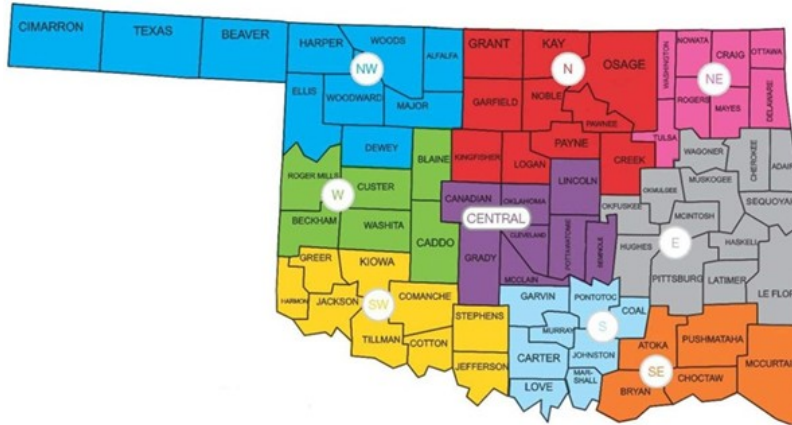 CIMARRON
TEXAS
BEAVER
HARPER
WOODS
ALFALFA
ELLIS
WOODWARD
MAJOR
DEWEY
NW
GRANT
KAY
OSAGE
GARFIELD
NOBLE
PAWNEE
KINGFISHER
LOGAN
PAYNE
CREEK
N
WASHINGTON
NOWATA
CRAIG
OTTAWA
ROGERS
MAYES
DELAWARE
TULSA
NE
ROGER MILLS
CUSTER
BLAINE
BECKHAM
WASHITA
CADDO
W
CANADIAN
OKLAHOMA
LINCOLN
CLEVELAND
POTTAWATOMIE
SEMINOLE
GRADY
MCCLAIN
CENTRAL
WAGONER
CHEROKEE
ADAIR
OKMULGEE
MUSKOGEE
SEQUOYAH
OKFUSKEE
MCINTOSH
HUGHES
HASKELL
PITTSBURG
LATIMER
LE FLOR
E
GREER
KIOWA
HARMON
JACKSON
COMANCHE
TILLMAN
COTTON
STEPHENS
JEFFERSON
SW
GARVIN
PONTOTOC
COAL
MURRAY
CARTER
JOHNSTON
LOVE
MAR-
SHALL
S
ATOKA
PUSHMATAHA
MCCURTAI
BRYAN
CHOCTAW
SE